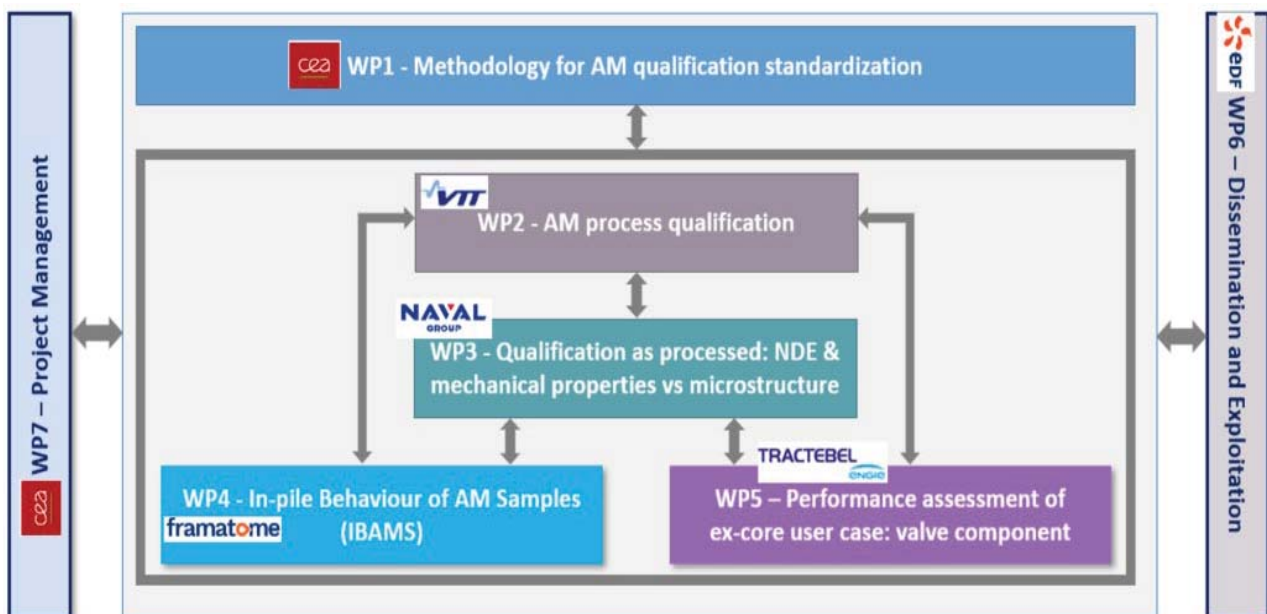 cea
WP7 – Project Management
cea
WP1 - Methodology for AM qualification standardization
VTT
WP2 - AM process qualification
NAVAL
GROUP
WP3 - Qualification as processed: NDE &
mechanical properties vs microstructure
WP4 - In-pile Behaviour of AM Samples
(IBAMS)
framatome
TRACTEBEL
ENGIE
WP5 – Performance assessment of
ex-core user case: valve component
eDF
WP6 – Dissemination and Exploitation